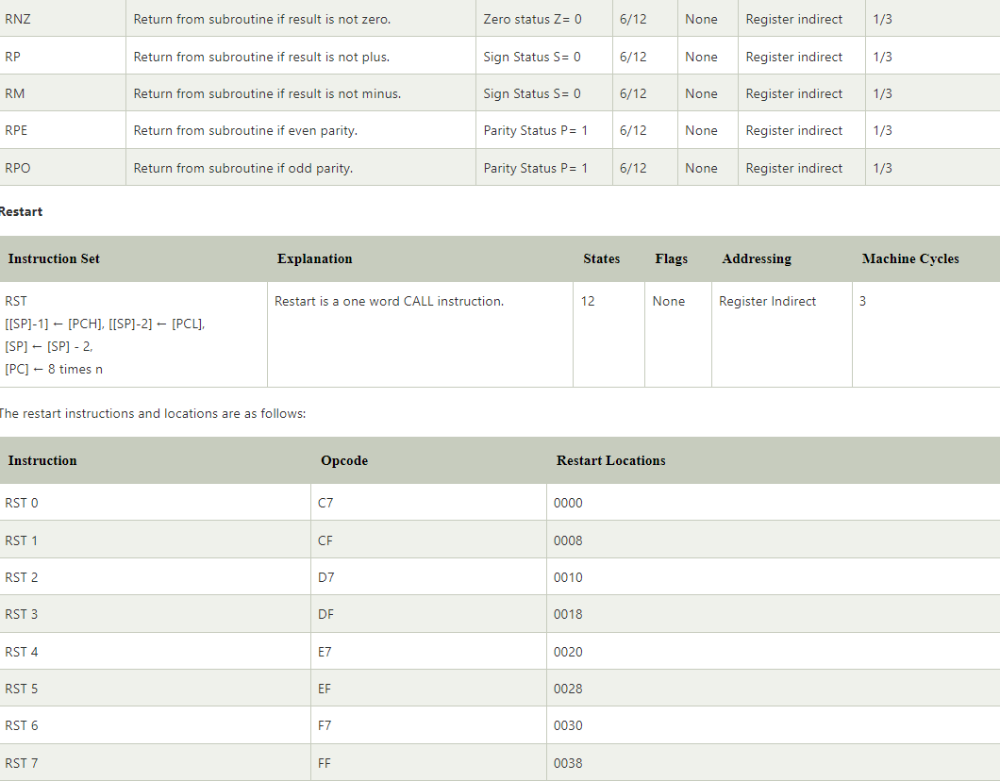 RNZ Return from subroutine if result is not zero. Zero status Z= 0 6/12 None Register indirect 1/3
RP Return from subroutine if result is not plus. Sign Status S= 0 6/12 None Register indirect 1/3
RM Return from subroutine if result is not minus. Sign Status S= 0 6/12 None Register indirect 1/3
RPE Return from subroutine if even parity. Parity Status P= 1 6/12 None Register indirect 1/3
RPO Return from subroutine if odd parity. Parity Status P= 1 6/12 None Register indirect 1/3
Restart
Instruction Set Explanation States Flags Addressing Machine Cycles
RST Restart is a one word CALL instruction. 12 None Register Indirect 3
[[SP]-1] ← [PCH], [[SP]-2] ← [PCL],
[SP] ← [SP] - 2,
[PC] ← 8 times n
The restart instructions and locations are as follows:
Instruction Opcode Restart Locations
RST 0 C7 0000
RST 1 CF 0008
RST 2 D7 0010
RST 3 DF 0018
RST 4 E7 0020
RST 5 EF 0028
RST 6 F7 0030
RST 7 FF 0038